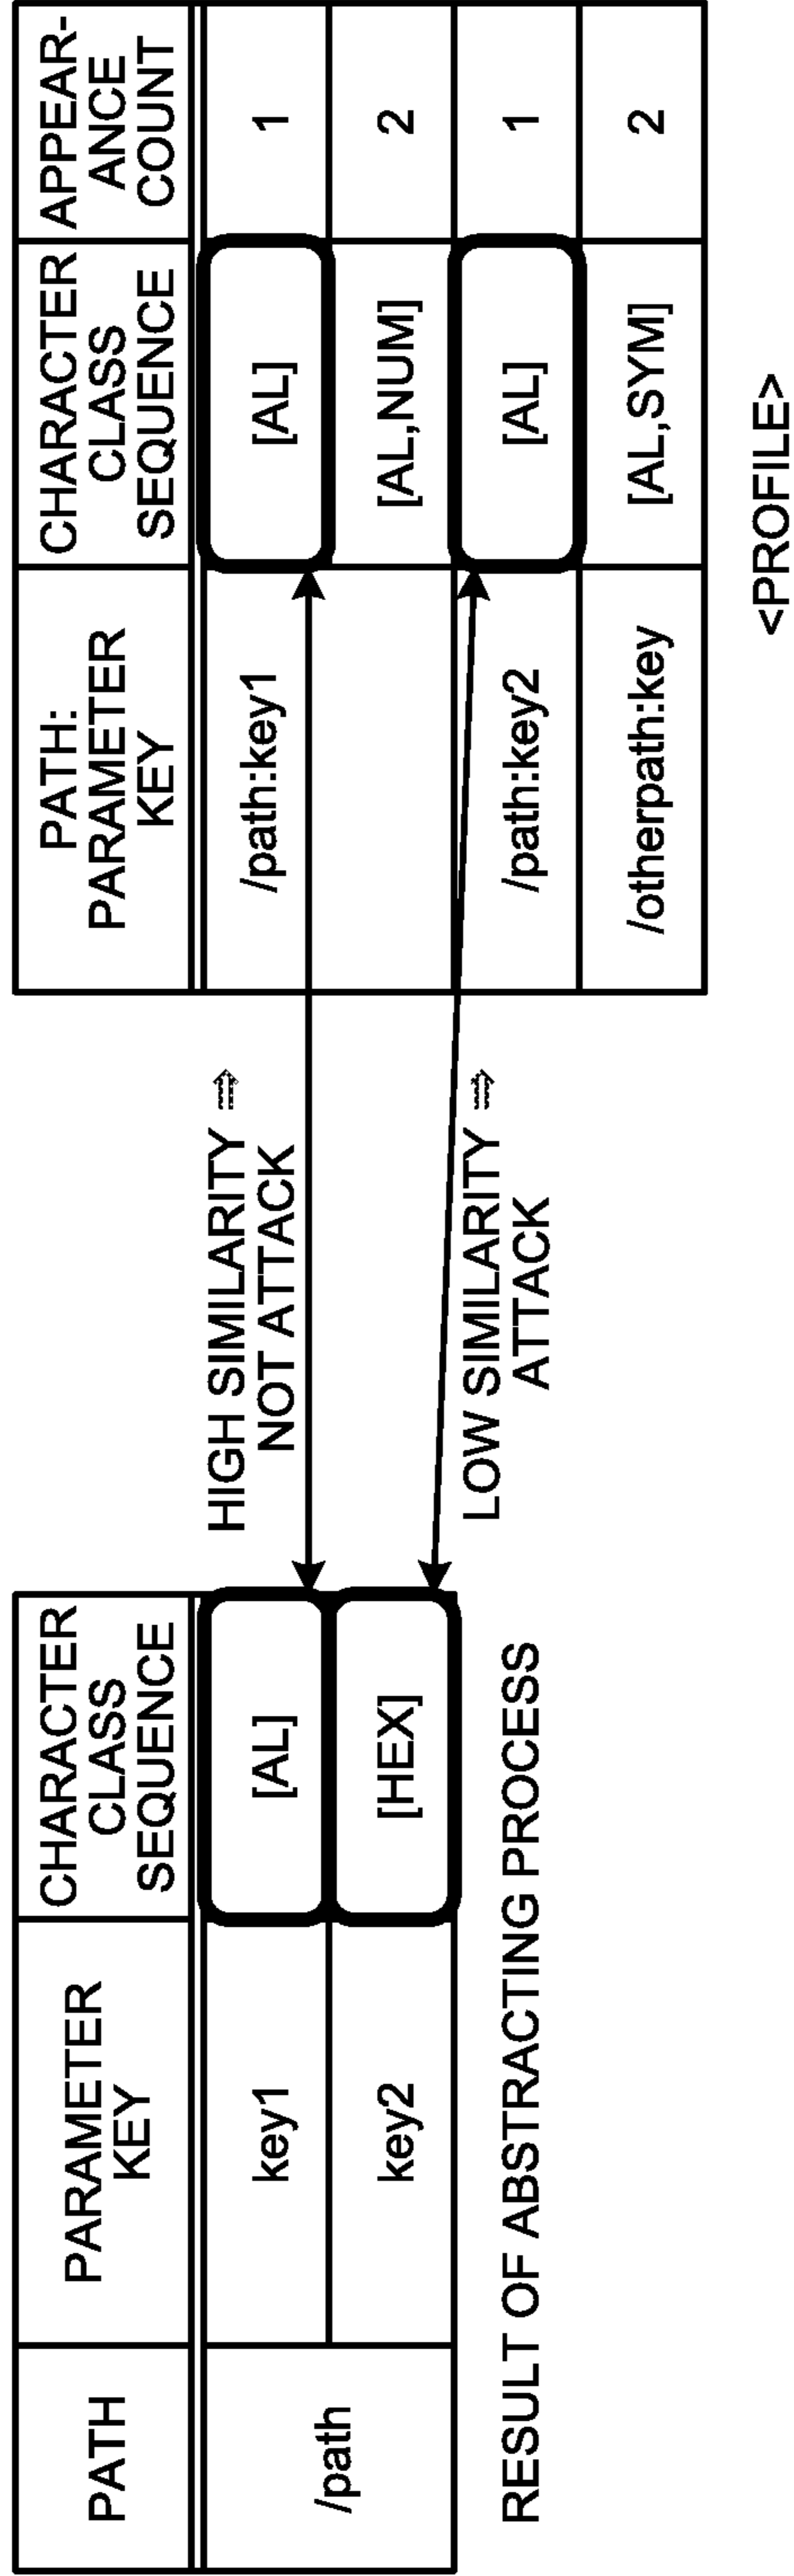 PATH
PARAMETER
KEY
CHARACTER
CLASS
SEQUENCE
/path
key1
[AL]
key2
[HEX]
RESULT OF ABSTRACTING PROCESS
HIGH SIMILARITY ⇒
NOT ATTACK
LOW SIMILARITY ⇒
ATTACK
PATH:
PARAMETER
KEY
CHARACTER
CLASS
SEQUENCE
APPEAR-
ANCE
COUNT
/path:key1
[AL]
1
[AL,NUM]
2
/path:key2
[AL]
1
/otherpath:key
[AL,SYM]
2
<PROFILE>